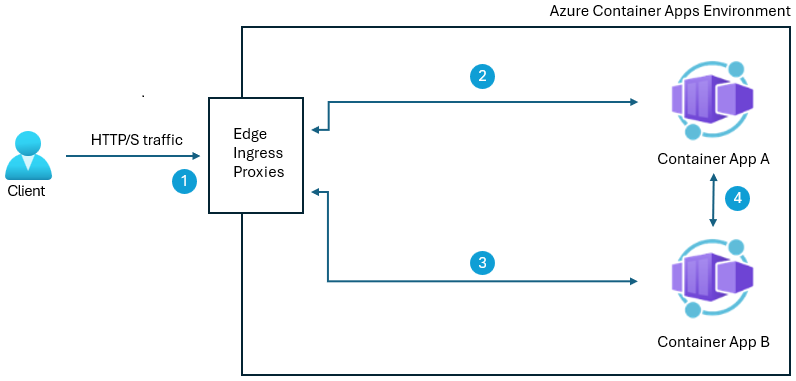 Azure Container Apps Environment
2
Edge
Ingress
Proxies
HTTP/S traffic
Client
1
Container App A
4
3
Container App B